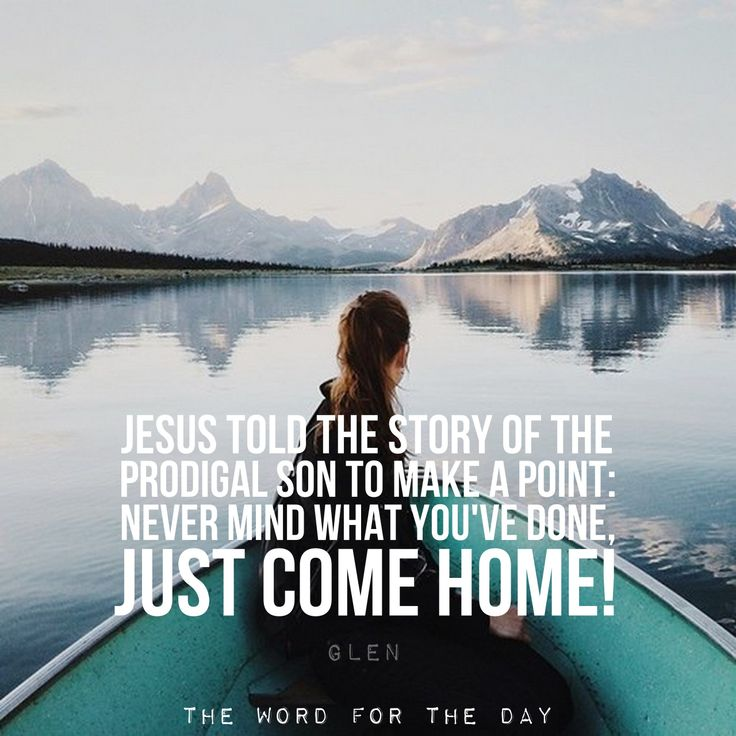 JESUS TOLD THE STORY OF THE
PRODIGAL SON TO MAKE A POINT:
NEVER MIND WHAT YOU'VE DONE,
JUST COME HOME!
GLEN
THE WORD FOR THE DAY